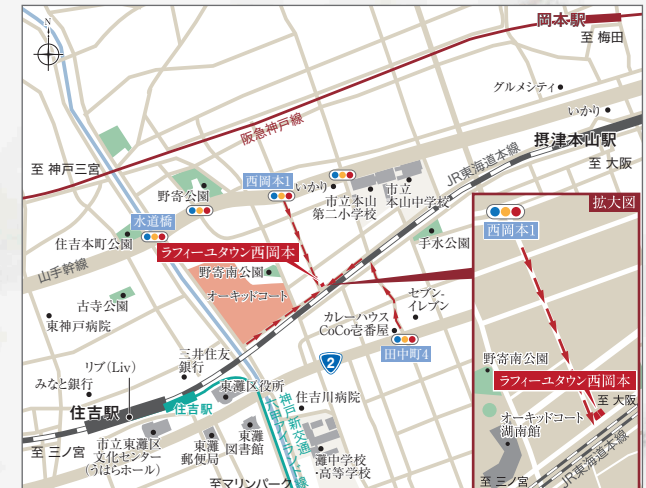 N
岡本駅
至 梅田
グルメシティ
いかり
阪急神戸線
摂津本山駅
至 大阪
JR東海道本線
至 神戸三宮
野寄公園
西岡本1
いかり
市立本山
第二小学校
市立
本山中学校
水道橋
住吉本町公園
山手幹線
ラフィーユタウン西岡本
手水公園
野寄南公園
オーキッドコート
古寺公園
東神戸病院
セブン-
イレブン
カレーハウス
CoCo壱番屋
田中町4
2
三井住友
銀行
リブ(Liv)
みなと銀行
住吉駅
住吉駅
東灘区役所
住吉川病院
神戸新交通
六甲アイランド線
市立東灘区
文化センター
(うはらホール)
東灘
郵便局
東灘
図書館
灘中学校
・高等学校
至 三ノ宮
至マリンパーク
拡大図
西岡本1
野寄南公園
ラフィーユタウン西岡本
至 大阪
オーキッドコート
湖南館
JR東海道本線
至 三ノ宮